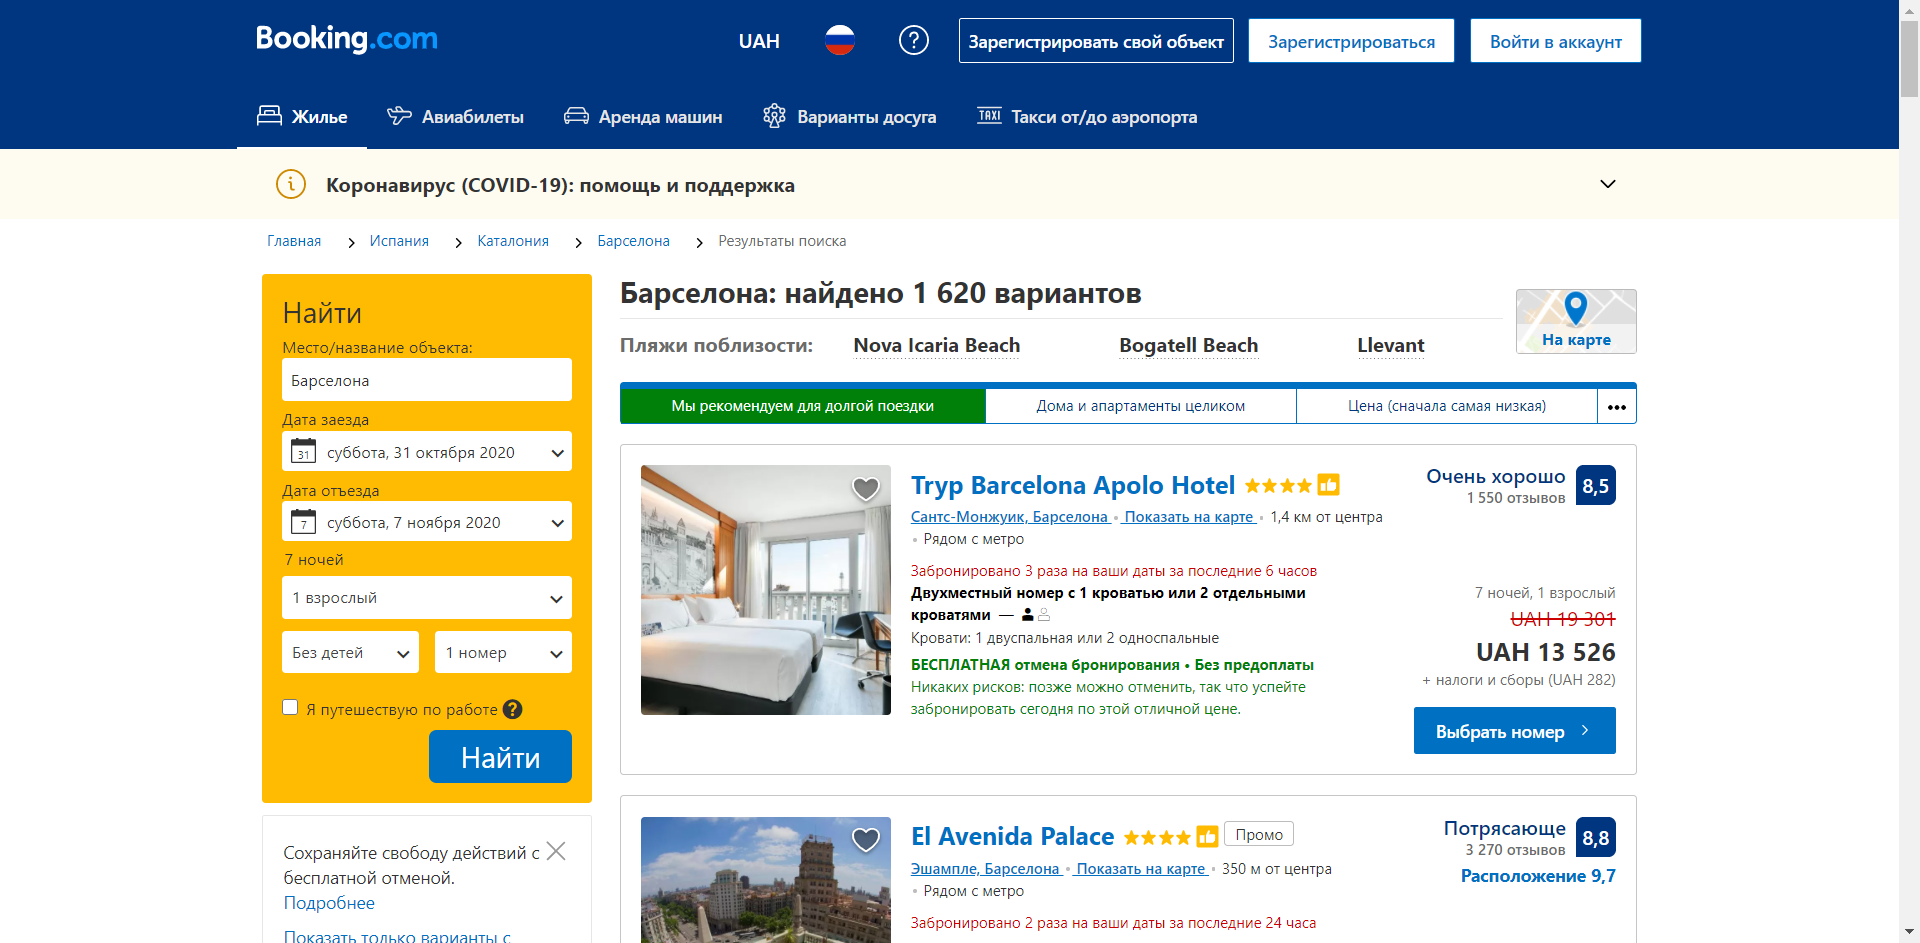 Booking.com
UAH
?
Зарегистрировать свой объект
Зарегистрироваться
Войти в аккаунт
Жилье
Авиабилеты
Аренда машин
Варианты досуга
TAXI Такси от/до аэропорта
Коронавирус (COVID-19): помощь и поддержка
Главная
Испания
Каталония
Барселона
Результаты поиска
Найти
Место/название объекта:
Барселона
Дата заезда
31 суббота, 31 октября 2020
Дата отъезда
7 суббота, 7 ноября 2020
7 ночей
1 взрослый
Без детей
1 номер
Я путешествую по работе ?
Найти
Сохраняйте свободу действий с
бесплатной отменой.
Подробнее
Показать только варианты с
Барселона: найдено 1 620 вариантов
На карте
Пляжи поблизости: Nova Icaria Beach Bogatell Beach Llevant
Мы рекомендуем для долгой поездки
Дома и апартаменты целиком
Цена (сначала самая низкая)
•••
Tryp Barcelona Apolo Hotel
Сантс-Монжуик, Барселона • Показать на карте • 1,4 км от центра
• Рядом с метро
Забронировано 3 раза на ваши даты за последние 6 часов
Двухместный номер с 1 кроватью или 2 отдельными
кроватями —
Кровати: 1 двуспальная или 2 односпальные
БЕСПЛАТНАЯ отмена бронирования • Без предоплаты
Никаких рисков: позже можно отменить, так что успейте
забронировать сегодня по этой отличной цене.
Очень хорошо
1 550 отзывов
8,5
7 ночей, 1 взрослый
UAH 19 301
UAH 13 526
+ налоги и сборы (UAH 282)
Выбрать номер
El Avenida Palace
Промо
Эшампле, Барселона • Показать на карте • 350 м от центра
• Рядом с метро
Забронировано 2 раза на ваши даты за последние 24 часа
Потрясающе
3 270 отзывов
8,8
Расположение 9,7